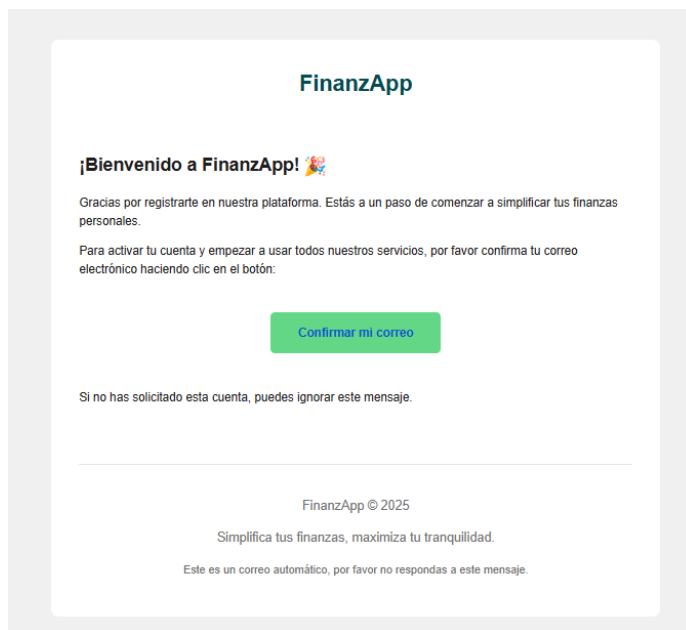 FinanzApp
¡Bienvenido a FinanzApp! 🎉
Gracias por registrarte en nuestra plataforma. Estás a un paso de comenzar a simplificar tus finanzas
personales.
Para activar tu cuenta y empezar a usar todos nuestros servicios, por favor confirma tu correo
electrónico haciendo clic en el botón:
Confirmar mi correo
Si no has solicitado esta cuenta, puedes ignorar este mensaje.
FinanzApp © 2025
Simplifica tus finanzas, maximiza tu tranquilidad.
Este es un correo automático, por favor no respondas a este mensaje.